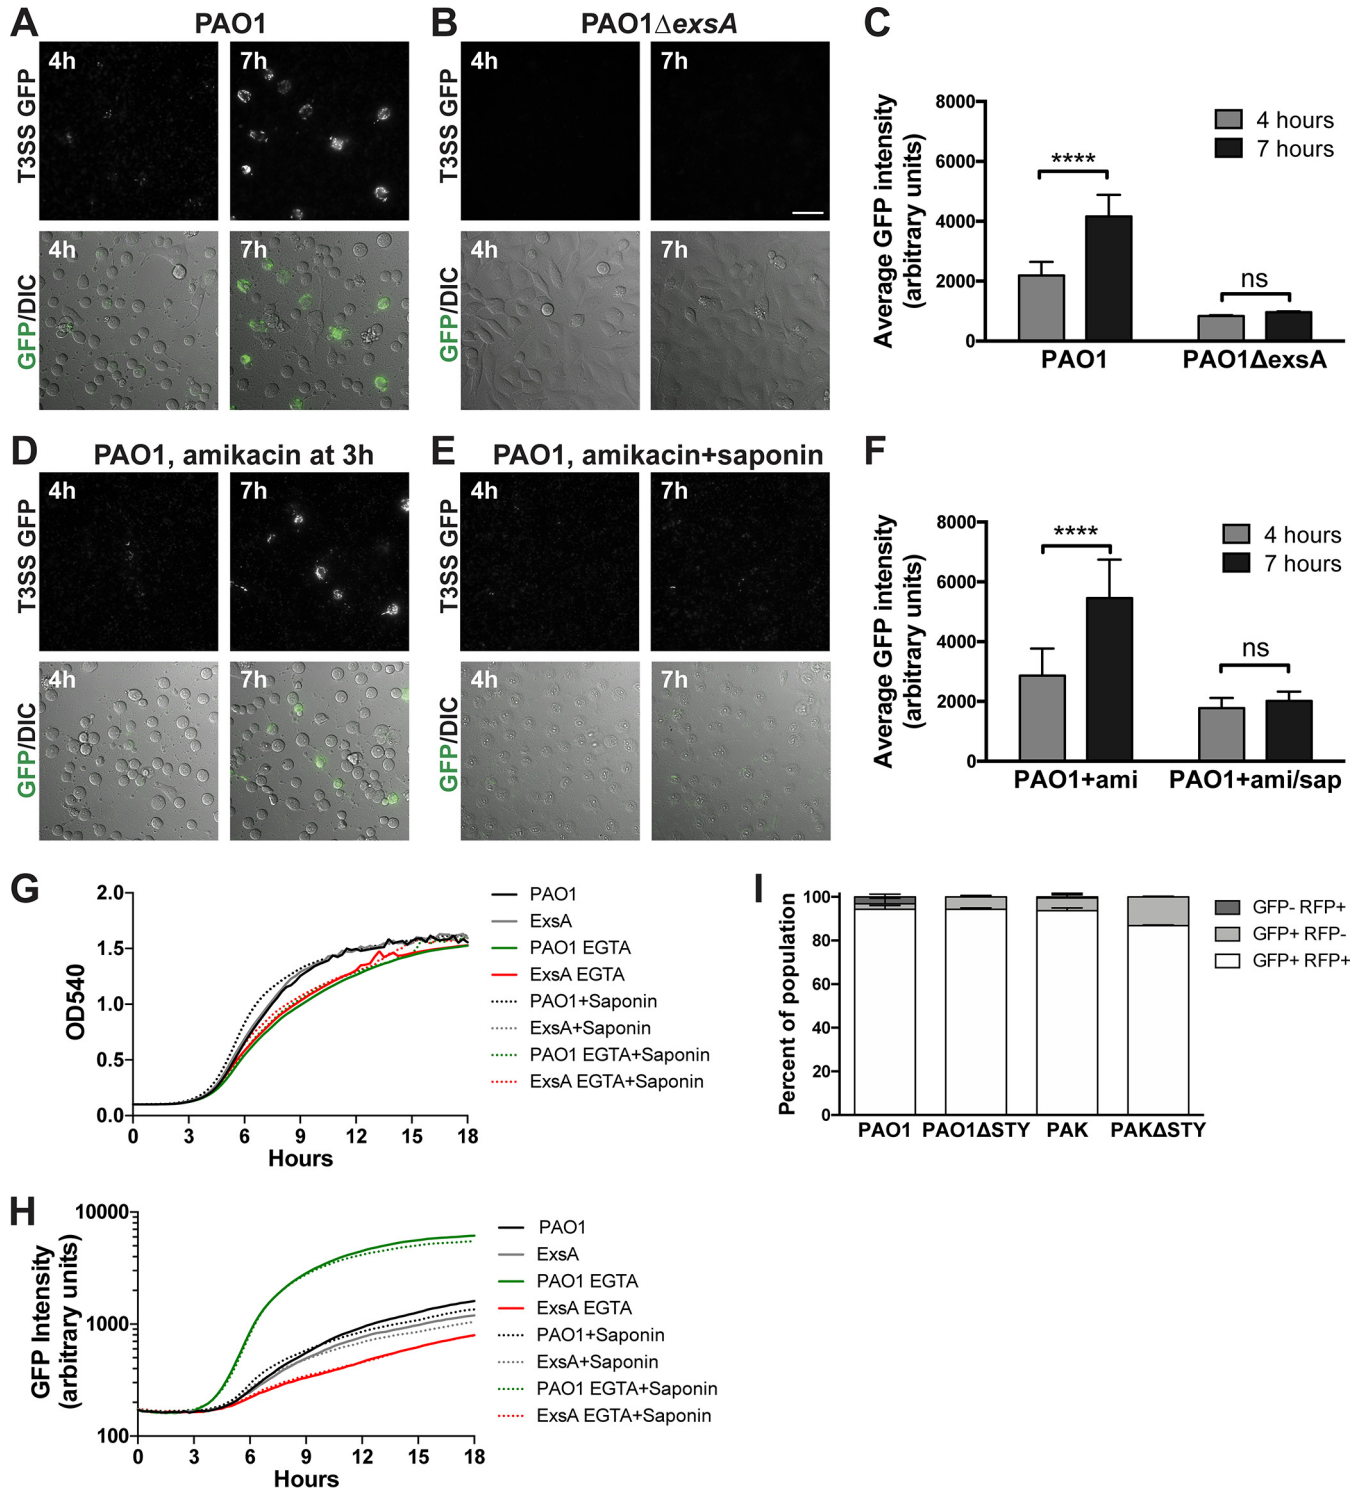 A
PAO1
T3SS GFP
4h
7h
GFP/DIC
4h
7h
B
PAO1ΔexsA
T3SS GFP
4h
7h
GFP/DIC
4h
7h
C
Average GFP intensity
(arbitrary units)
8000
6000
4000
2000
0
****
ns
4 hours
7 hours
PAO1
PAO1ΔexsA
D
PAO1, amikacin at 3h
T3SS GFP
4h
7h
GFP/DIC
4h
7h
E
PAO1, amikacin+saponin
T3SS GFP
4h
7h
GFP/DIC
4h
7h
F
Average GFP intensity
(arbitrary units)
8000
6000
4000
2000
0
****
ns
4 hours
7 hours
PAO1+ami
PAO1+ami/sap
G
OD540
2.0
1.5
1.0
0.5
0.0
0 3 6 9 12 15 18
Hours
PAO1
ExsA
PAO1 EGTA
ExsA EGTA
PAO1+Saponin
ExsA+Saponin
PAO1 EGTA+Saponin
ExsA EGTA+Saponin
I
Percent of population
100
80
60
40
20
0
PAO1 PAO1ΔSTY PAK PAKΔSTY
GFP- RFP+
GFP+ RFP-
GFP+ RFP+
H
GFP Intensity
(arbitrary units)
10000
1000
100
0 3 6 9 12 15 18
Hours
PAO1
ExsA
PAO1 EGTA
ExsA EGTA
PAO1+Saponin
ExsA+Saponin
PAO1 EGTA+Saponin
ExsA EGTA+Saponin